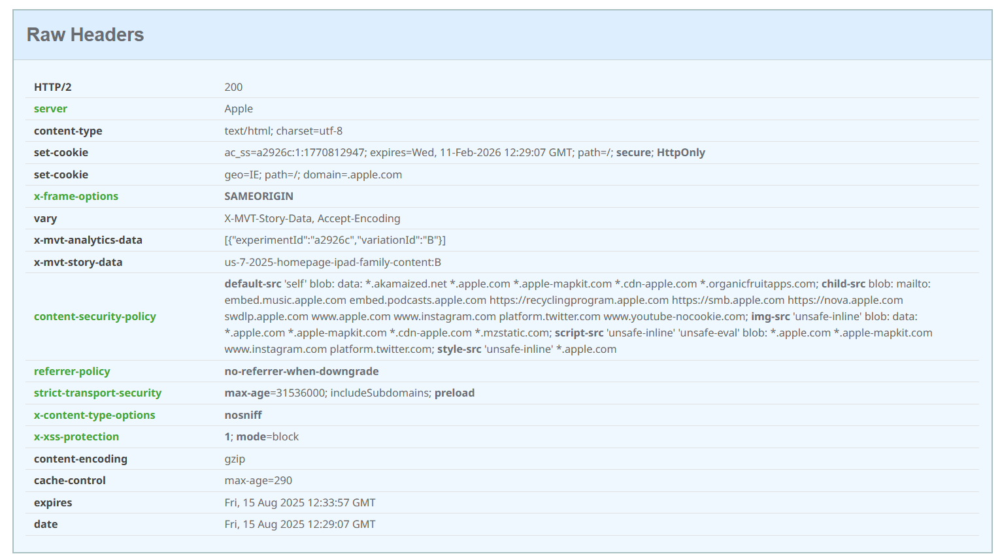 Raw Headers
HTTP/2 200
server Apple
content-type text/html; charset=utf-8
set-cookie ac_ss=a2926c:1:1770812947; expires=Wed, 11-Feb-2026 12:29:07 GMT; path=/; secure; HttpOnly
set-cookie geo=IE; path=/; domain=.apple.com
x-frame-options SAMEORIGIN
vary X-MVT-Story-Data, Accept-Encoding
x-mvt-analytics-data [{"experimentId":"a2926c","variationId":"B"}]
x-mvt-story-data us-7-2025-homepage-ipad-family-content:B
content-security-policy
default-src 'self' blob: data: *.akamaized.net *.apple.com *.apple-mapkit.com *.cdn-apple.com *.organicfruitapps.com; child-src blob: mailto:
embed.music.apple.com embed.podcasts.apple.com https://recyclingprogram.apple.com https://smb.apple.com https://nova.apple.com
swdlp.apple.com www.apple.com www.instagram.com platform.twitter.com www.youtube-nocookie.com; img-src 'unsafe-inline' blob: data:
*.apple.com *.apple-mapkit.com *.cdn-apple.com *.mzstatic.com; script-src 'unsafe-inline' 'unsafe-eval' blob: *.apple.com *.apple-mapkit.com
www.instagram.com platform.twitter.com; style-src 'unsafe-inline' *.apple.com
referrer-policy no-referrer-when-downgrade
strict-transport-security max-age=31536000; includeSubdomains; preload
x-content-type-options nosniff
x-xss-protection 1; mode=block
content-encoding gzip
cache-control max-age=290
expires Fri, 15 Aug 2025 12:33:57 GMT
date Fri, 15 Aug 2025 12:29:07 GMT